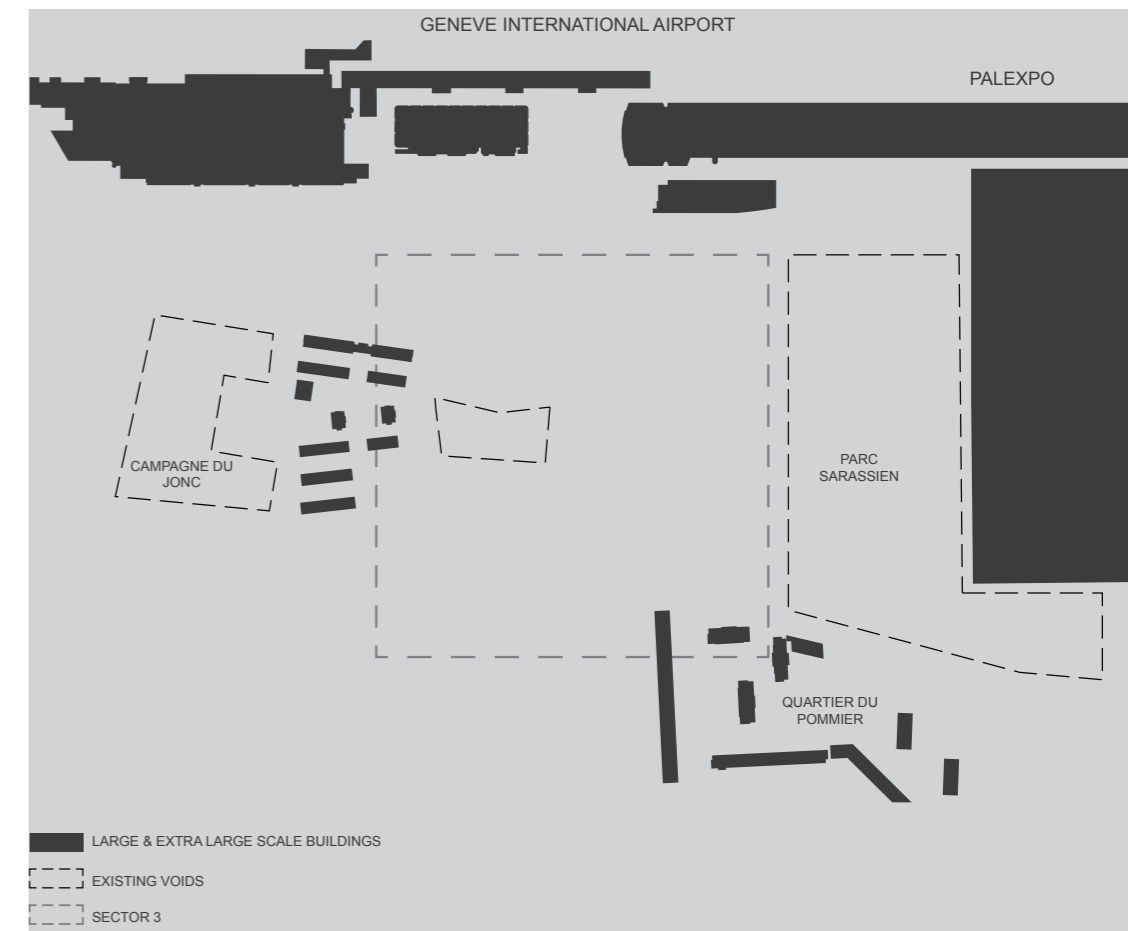 GENEVE INTERNATIONAL AIRPORT
PALEXPO
CAMPAGNE DU
JONC
PARC
SARASSIEN
QUARTIER DU
POMMIER
LARGE & EXTRA LARGE SCALE BUILDINGS
EXISTING VOIDS
SECTOR 3